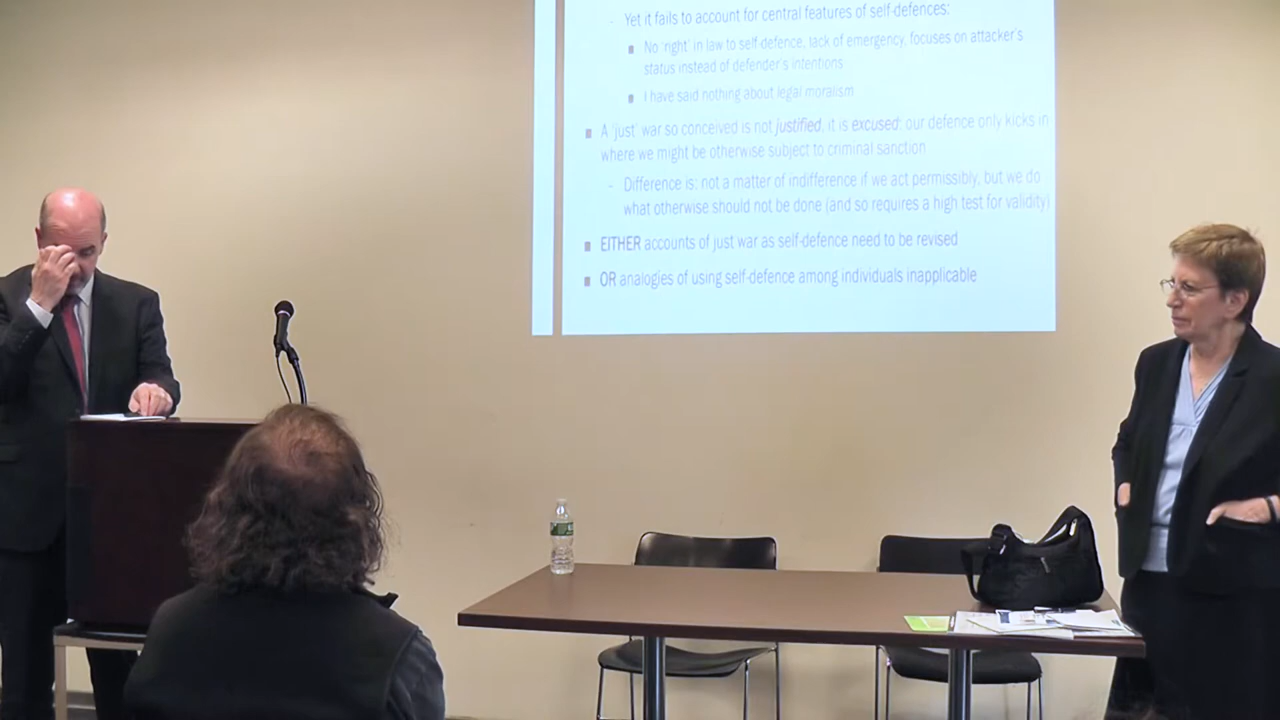 - Yet it fails to account for central features of self-defences:
■ No 'right' in law to self-defence, lack of emergency, focuses on attacker's
status instead of defender's intentions
■ I have said nothing about legal moralism
■ A 'just' war so conceived is not justified, it is excused: our defence only kicks in
where we might be otherwise subject to criminal sanction
- Difference is: not a matter of indifference if we act permissibly, but we do
what otherwise should not be done (and so requires a high test for validity)
■ EITHER accounts of just war as self-defence need to be revised
■ OR analogies of using self-defence among individuals inapplicable